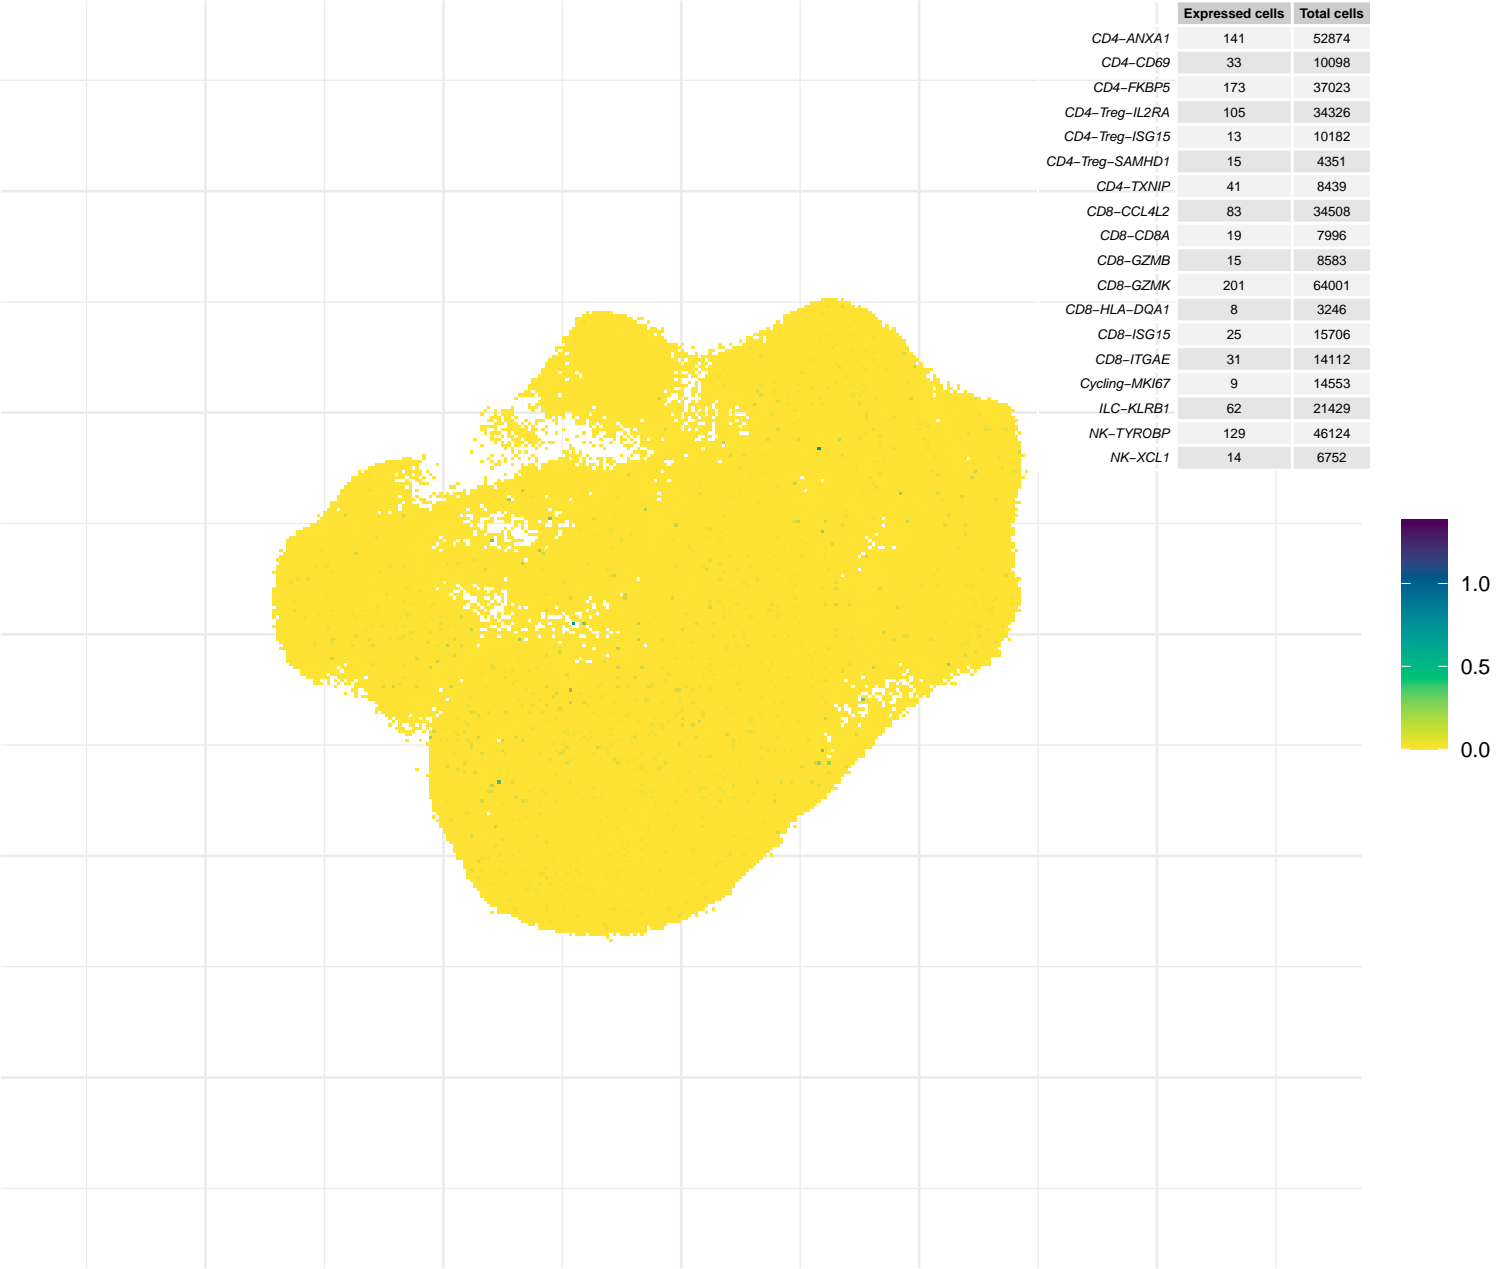 Expressed cells Total cells
CD4−ANXA1 141 52874
CD4−CD69 33 10098
CD4−FKBP5 173 37023
CD4−Treg−IL2RA 105 34326
CD4−Treg−ISG15 13 10182
CD4−Treg−SAMHD1 15 4351
CD4−TXNIP 41 8439
CD8−CCL4L2 83 34508
CD8−CD8A 19 7996
CD8−GZMB 15 8583
CD8−GZMK 201 64001
CD8−HLA−DQA1 8 3246
CD8−ISG15 25 15706
CD8−ITGAE 31 14112
Cycling−MKI67 9 14553
ILC−KLRB1 62 21429
NK−TYROBP 129 46124
NK−XCL1 14 6752
1.0
0.5
0.0